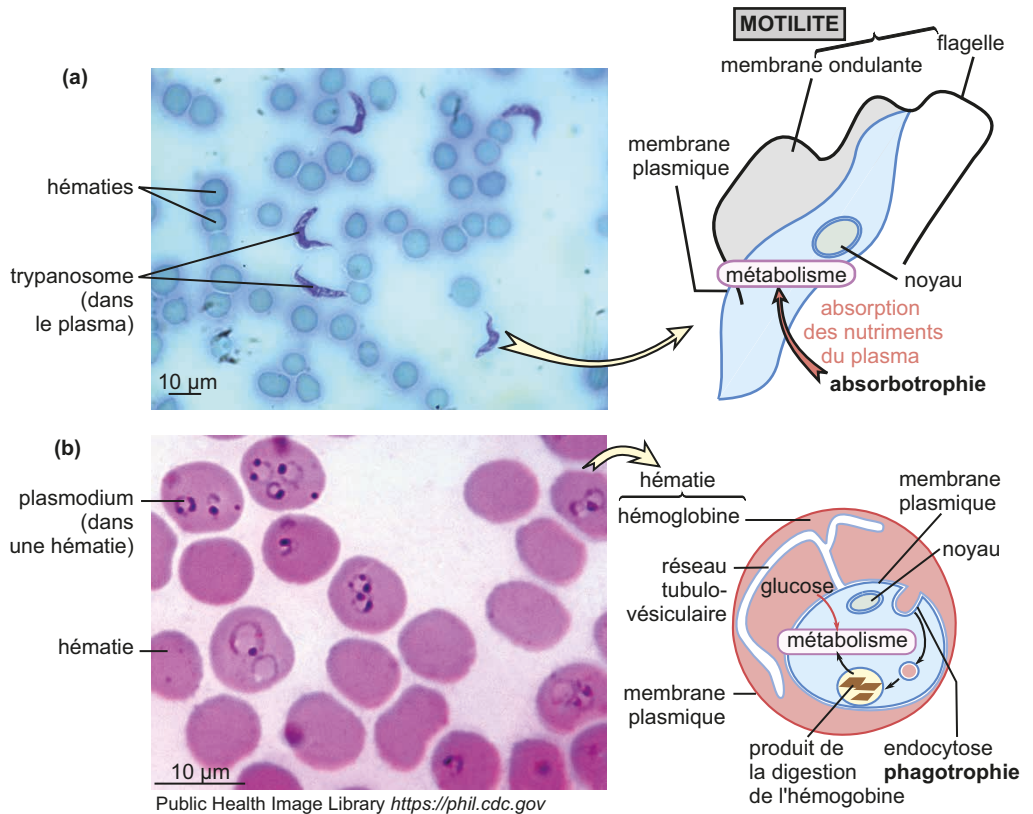 MOTILITE
flagelle
membrane ondulante
(a)
membrane
plasmique
hématies
trypanosome
(dans
le plasma)
métabolisme
noyau
absorption
des nutriments
du plasma
absorbotrophie
10 µm
(b)
plasmodium
(dans
une hématie)
hématie
hématie
hémoglobine
membrane
plasmique
noyau
réseau
tubulo-
vésiculaire
glucose
métabolisme
membrane
plasmique
produit de
la digestion
de l'hémogobine
endocytose
phagotrophie
10 µm
Public Health Image Library https://phil.cdc.gov